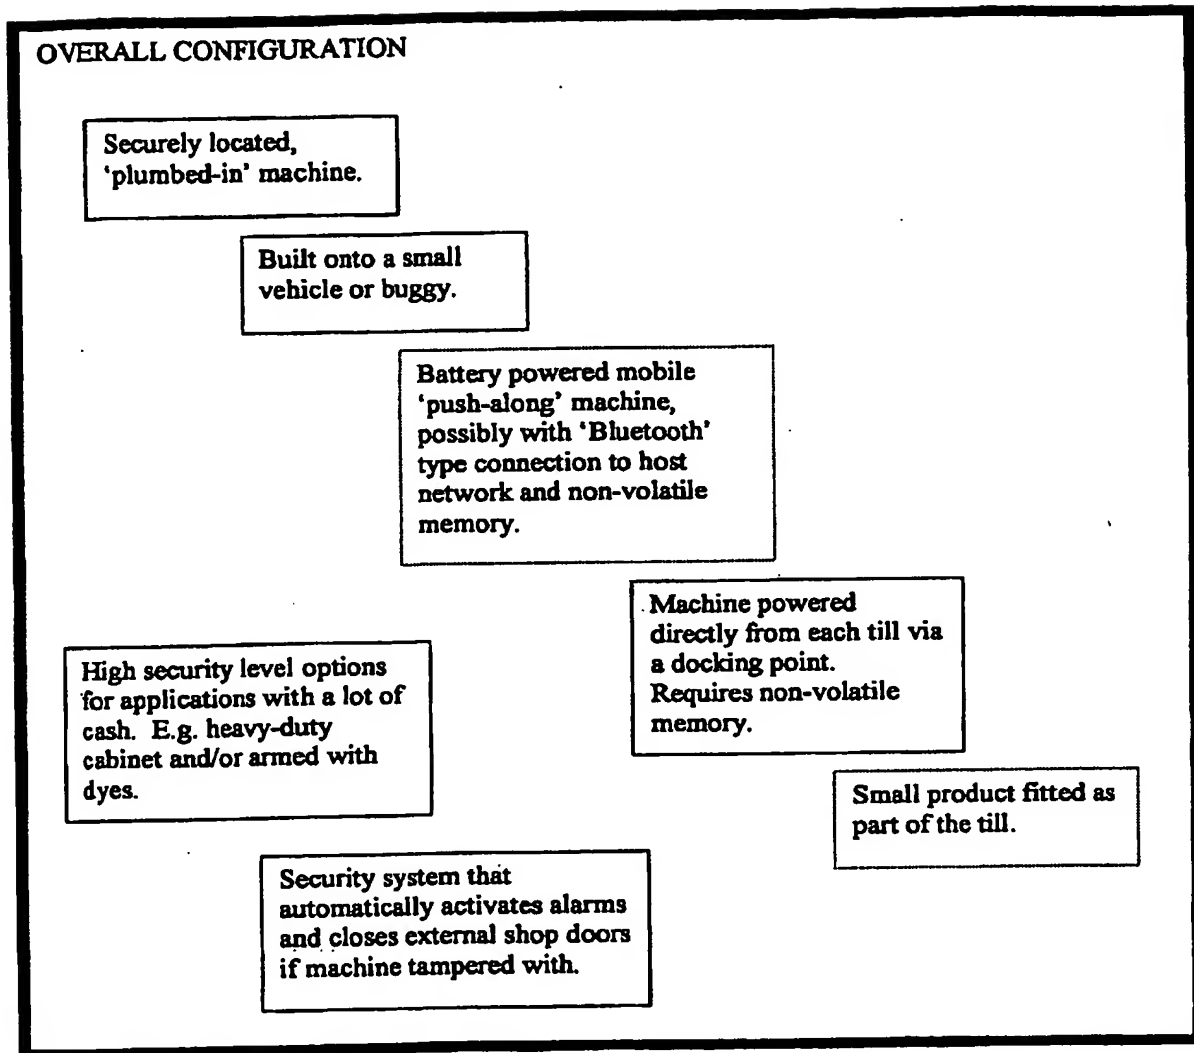 OVERALL CONFIGURATION
Securely located,
‘plumbed-in’ machine.
Built onto a small
vehicle or buggy.
Battery powered mobile
‘push-along’ machine,
possibly with ‘Bluetooth’
type connection to host
network and non-volatile
memory.
Machine powered
directly from each till via
a docking point.
Requires non-volatile
memory.
High security level options
for applications with a lot of
cash. E.g. heavy-duty
cabinet and/or armed with
dyes.
Small product fitted as
part of the till.
Security system that
automatically activates alarms
and closes external shop doors
if machine tampered with.